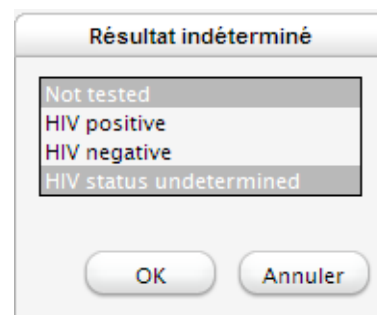 Résultat indéterminé
Not tested
HIV positive
HIV negative
HIV status undetermined
OK
Annuler